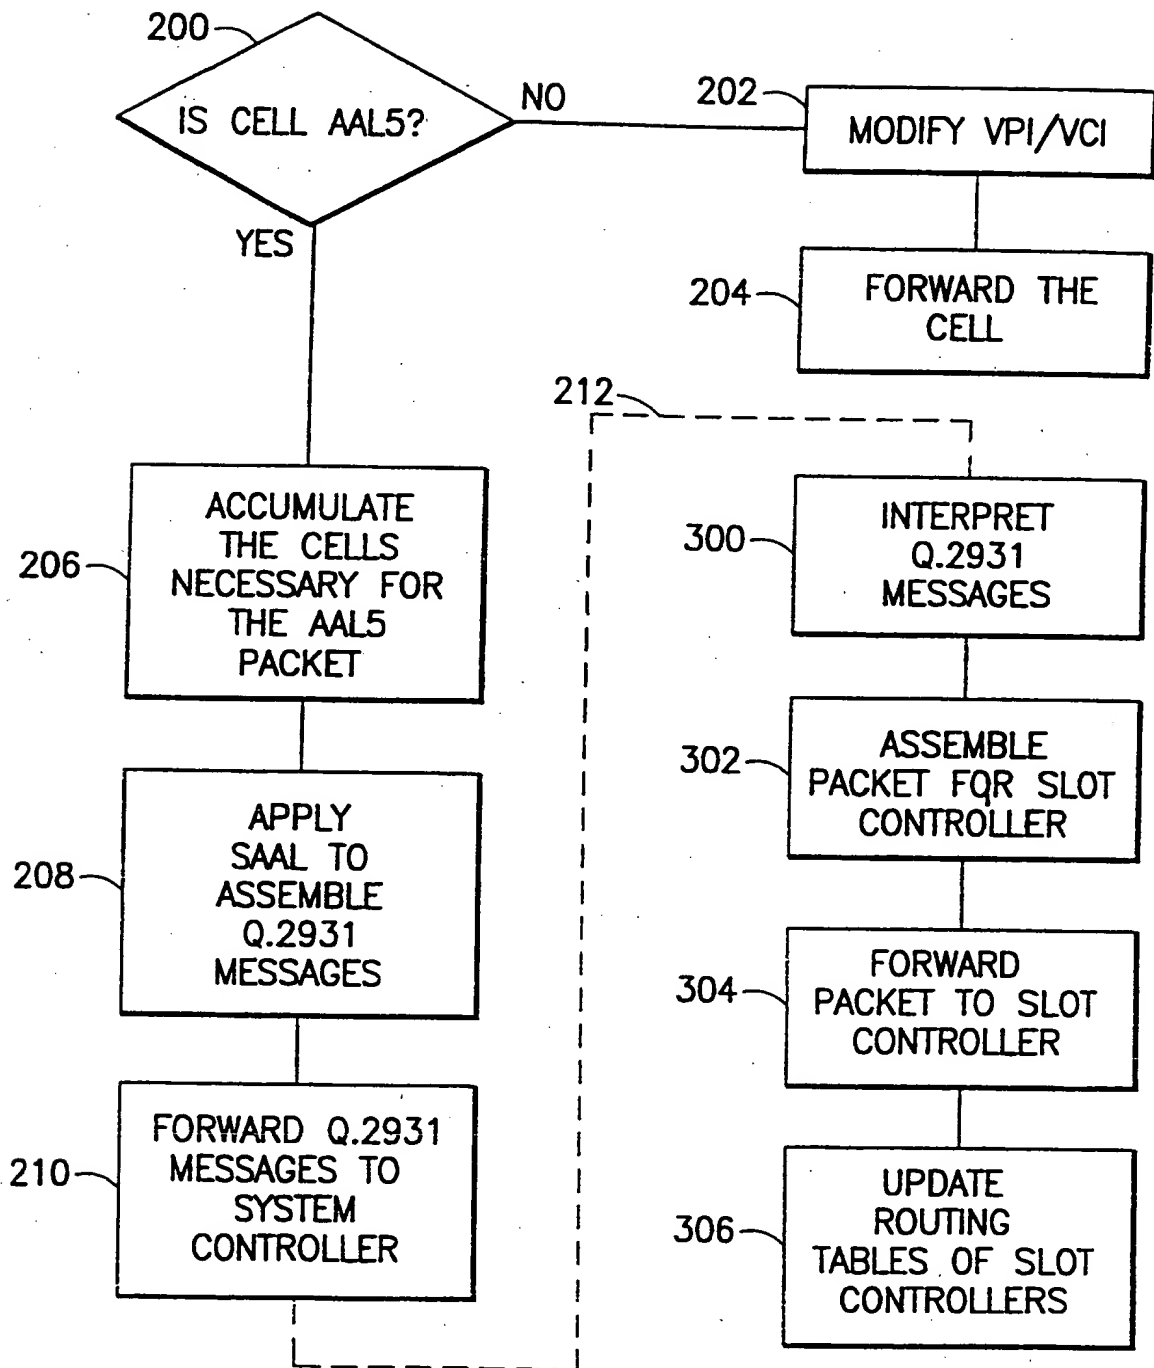 200
IS CELL AAL5?
NO
YES
202
MODIFY VPI/VCI
204
FORWARD THE
CELL
206
ACCUMULATE
THE CELLS
NECESSARY FOR
THE AAL5
PACKET
208
APPLY
SAAL TO
ASSEMBLE
Q.2931
MESSAGES
210
FORWARD Q.2931
MESSAGES TO
SYSTEM
CONTROLLER
212
300
INTERPRET
Q.2931
MESSAGES
302
ASSEMBLE
PACKET FOR SLOT
CONTROLLER
304
FORWARD
PACKET TO SLOT
CONTROLLER
306
UPDATE
ROUTING
TABLES OF SLOT
CONTROLLERS